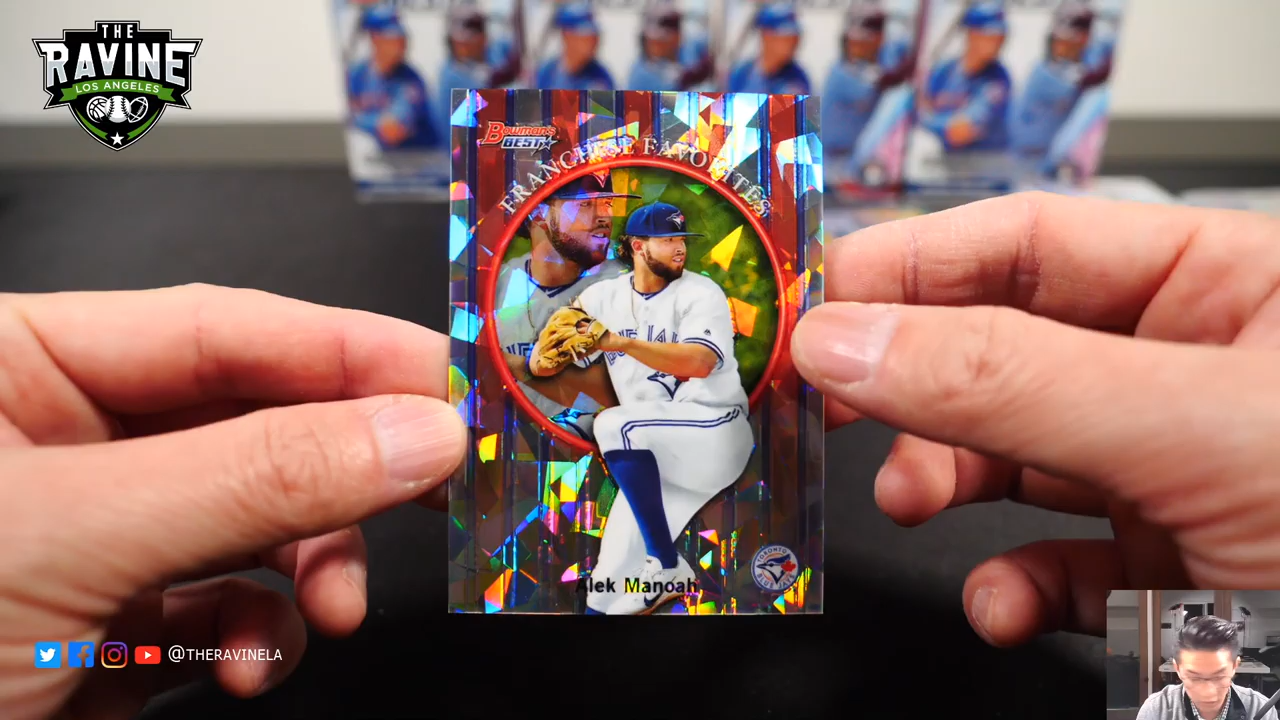 THE
RAVINE
LOS ANGELES
Bowman's
BEST
FRANCHISE FAVORITES
Alek Manoah
TORONTO
BLUE JAYS
@THERAVINELA